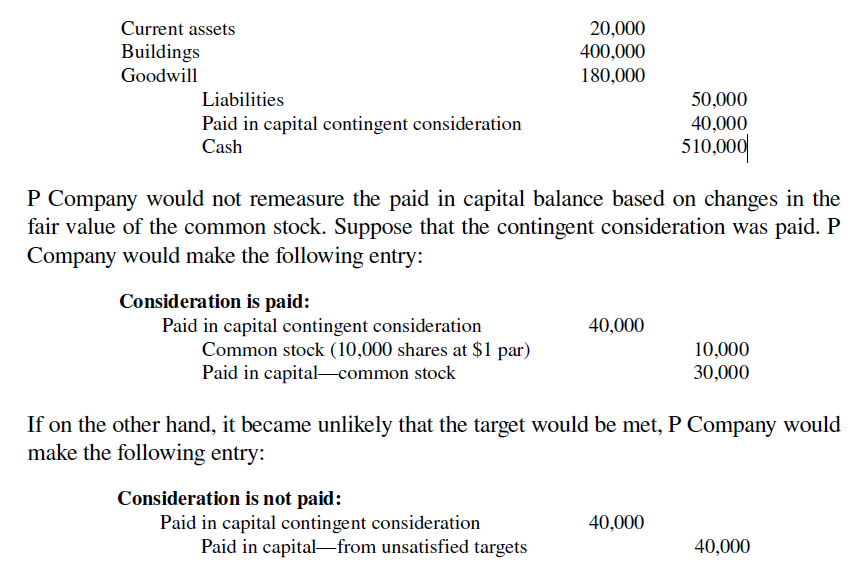 Current assets 20,000
Buildings 400,000
Goodwill 180,000
Liabilities 50,000
Paid in capital contingent consideration 40,000
Cash 510,000
P Company would not remeasure the paid in capital balance based on changes in the
fair value of the common stock. Suppose that the contingent consideration was paid. P
Company would make the following entry:
Consideration is paid:
Paid in capital contingent consideration 40,000
Common stock (10,000 shares at $1 par) 10,000
Paid in capital—common stock 30,000
If on the other hand, it became unlikely that the target would be met, P Company would
make the following entry:
Consideration is not paid:
Paid in capital contingent consideration 40,000
Paid in capital—from unsatisfied targets 40,000